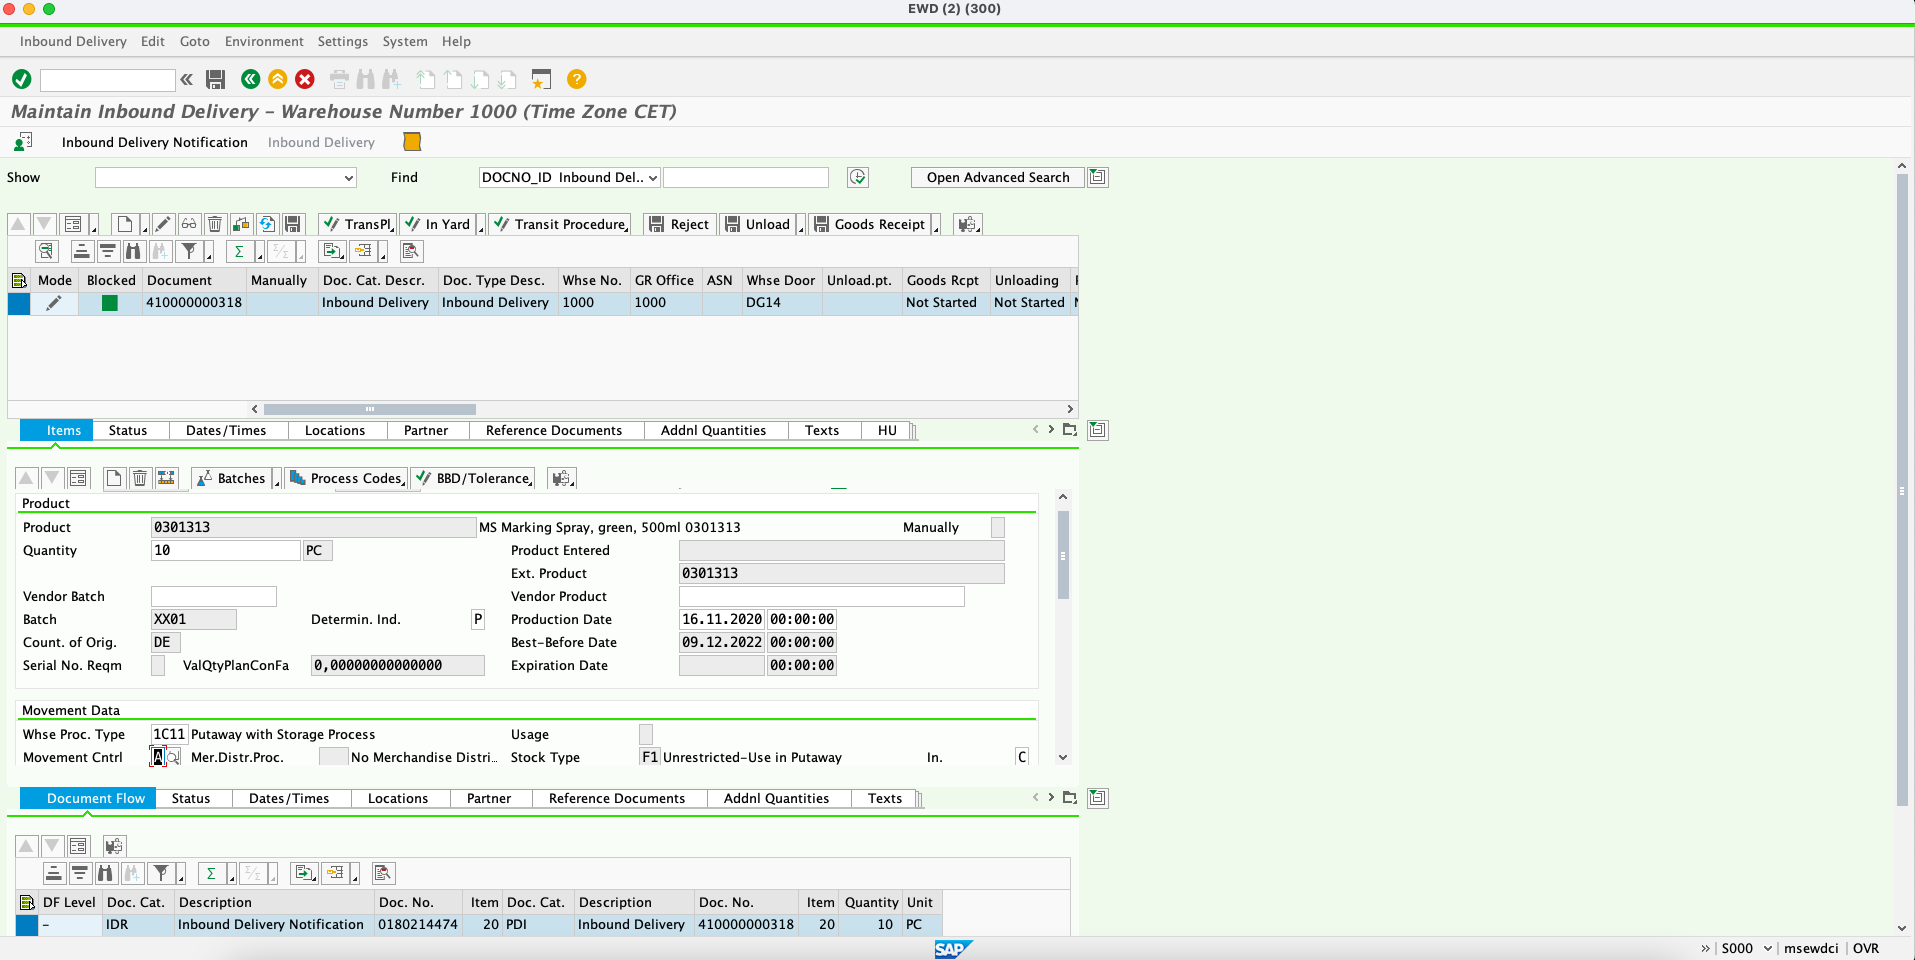 EWD (2) (300)
Inbound Delivery Edit Goto Environment Settings System Help
Maintain Inbound Delivery – Warehouse Number 1000 (Time Zone CET)
Inbound Delivery Notification Inbound Delivery
Show Find DOCNO_ID Inbound Del.. Open Advanced Search
TransPl In Yard Transit Procedure Reject Unload Goods Receipt
Mode Blocked Document Manually Doc. Cat. Descr. Doc. Type Desc. Whse No. GR Office ASN Whse Door Unload.pt. Goods Rcpt Unloading
410000000318 Inbound Delivery Inbound Delivery 1000 1000 DG14 Not Started Not Started
Items Status Dates/Times Locations Partner Reference Documents Addnl Quantities Texts HU
Batches Process Codes BBD/Tolerance
Product
Product 0301313 MS Marking Spray, green, 500ml 0301313 Manually
Quantity 10 PC Product Entered
Ext. Product 0301313
Vendor Batch Vendor Product
Batch XX01 Determin. Ind. P Production Date 16.11.2020 00:00:00
Count. of Orig. DE Best-Before Date 09.12.2022 00:00:00
Serial No. Reqm ValQtyPlanConFa 0,00000000000000 Expiration Date 00:00:00
Movement Data
Whse Proc. Type 1C11 Putaway with Storage Process Usage
Movement Cntrl A Mer.Distr.Proc. No Merchandise Distri... Stock Type F1 Unrestricted-Use in Putaway In. C
Document Flow Status Dates/Times Locations Partner Reference Documents Addnl Quantities Texts
DF Level Doc. Cat. Description Doc. No. Item Doc. Cat. Description Doc. No. Item Quantity Unit
– IDR Inbound Delivery Notification 0180214474 20 PDI Inbound Delivery 410000000318 20 10 PC
SAP S000 msewdci OVR